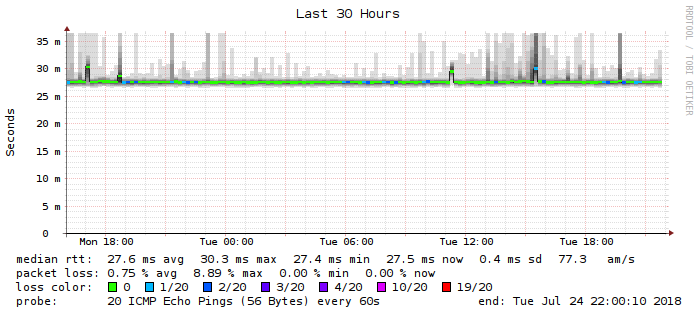 Last 30 Hours
RRDTOOL / TOBI OETIKER
Seconds
35 m
30 m
25 m
20 m
15 m
10 m
5 m
0
Mon 18:00 Tue 00:00 Tue 06:00 Tue 12:00 Tue 18:00
median rtt: 27.6 ms avg 30.3 ms max 27.4 ms min 27.5 ms now 0.4 ms sd 77.3 am/s
packet loss: 0.75 % avg 8.89 % max 0.00 % min 0.00 % now
loss color: 0 1/20 2/20 3/20 4/20 10/20 19/20
probe: 20 ICMP Echo Pings (56 Bytes) every 60s end: Tue Jul 24 22:00:10 2018